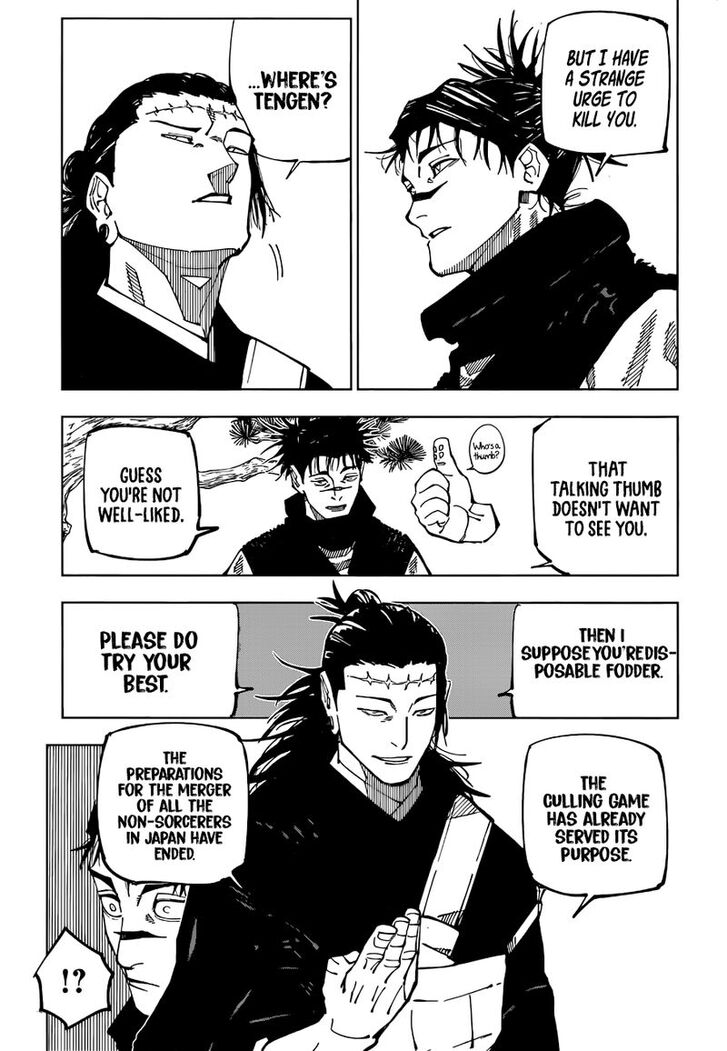 BUT I HAVE
A STRANGE
URGE TO
KILL YOU.
...WHERE'S
TENGEN?
THAT
TALKING THUMB
DOESN'T WANT
TO SEE YOU.
Who's a
thumb?
GUESS
YOU'RE NOT
WELL-LIKED.
THEN I
SUPPOSE YOU'RE DIS-
POSABLE FODDER.
PLEASE DO
TRY YOUR
BEST.
THE
CULLING GAME
HAS ALREADY
SERVED ITS
PURPOSE.
THE
PREPARATIONS
FOR THE MERGER
OF ALL THE
NON-SORCERERS
IN JAPAN HAVE
ENDED.
!?